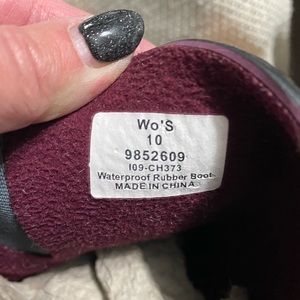 Wo'S
10
9852609
I09-CH373
Waterproof Rubber Boot
MADE IN CHINA